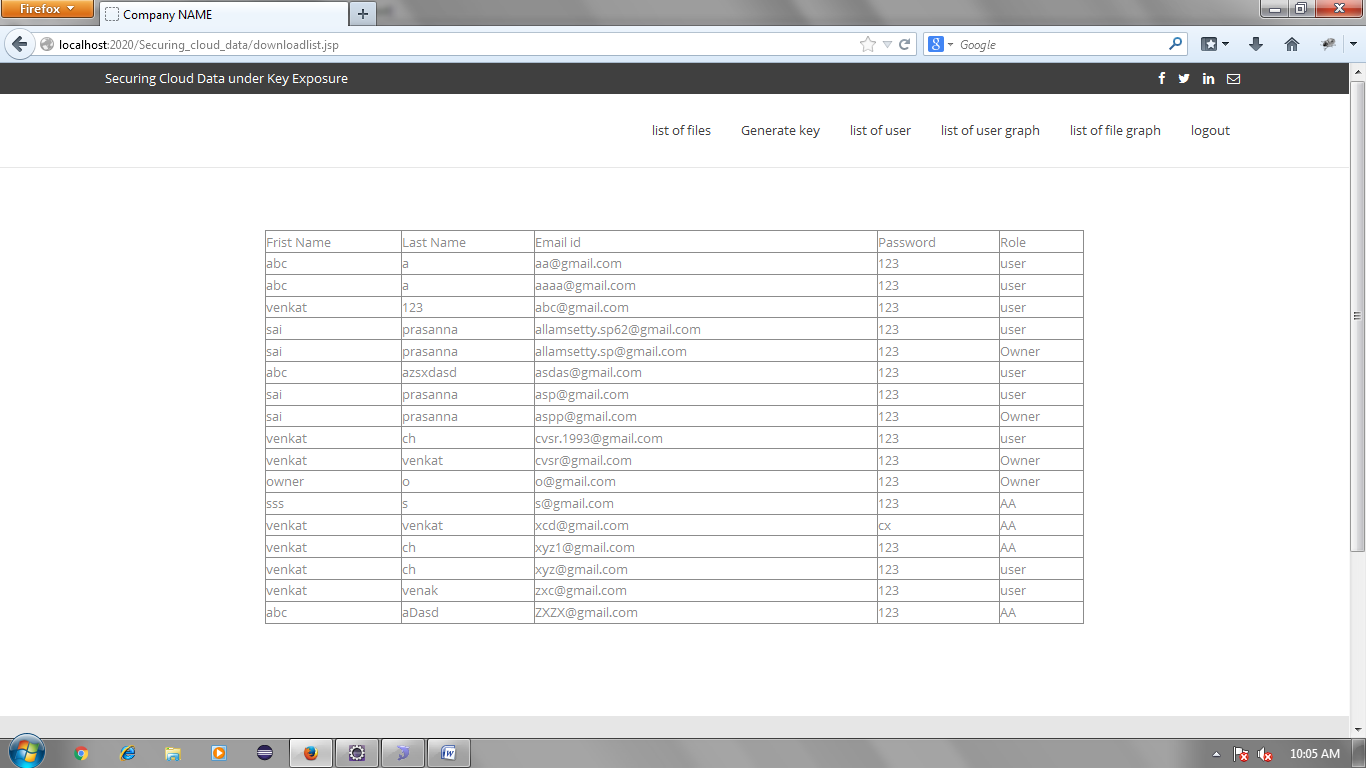 Firefox
Company NAME
localhost:2020/Securing_cloud_data/downloadlist.jsp
Google
Securing Cloud Data under Key Exposure
list of files Generate key list of user list of user graph list of file graph logout
Frist Name Last Name Email id Password Role
abc a aa@gmail.com 123 user
abc a aaaa@gmail.com 123 user
venkat 123 abc@gmail.com 123 user
sai prasanna allamsetty.sp62@gmail.com 123 user
sai prasanna allamsetty.sp@gmail.com 123 Owner
abc azsxdasd asdas@gmail.com 123 user
sai prasanna asp@gmail.com 123 user
sai prasanna aspp@gmail.com 123 Owner
venkat ch cvsr.1993@gmail.com 123 user
venkat venkat cvsr@gmail.com 123 Owner
owner o o@gmail.com 123 Owner
sss s s@gmail.com 123 AA
venkat venkat xcd@gmail.com cx AA
venkat ch xyz1@gmail.com 123 AA
venkat ch xyz@gmail.com 123 user
venkat venak zxc@gmail.com 123 user
abc aDasd ZXZX@gmail.com 123 AA
10:05 AM